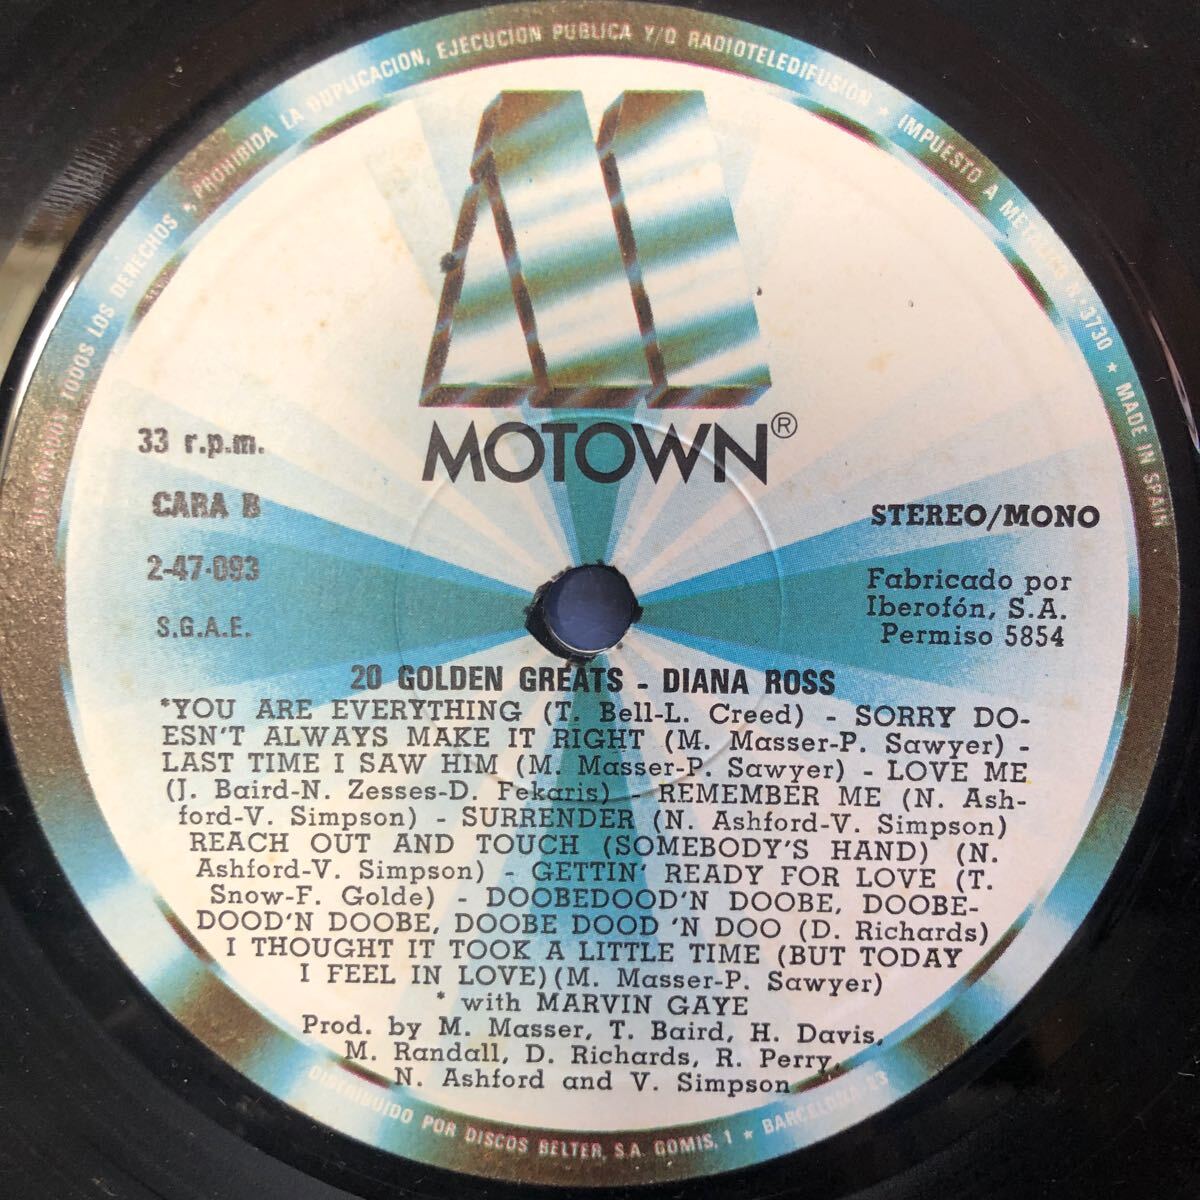 RESERVADOS TODOS LOS DERECHOS *, PROHIBIDA LA DUPLICACION, EJECUCION PUBLICA Y/O RADIOTELEDIFUSION * IMPUESTO A METALICO N.º 3730 * MADE IN SPAIN
MOTOWN®
33 r.p.m.
CARA B
2-47-093
S.G.A.E.
STEREO/MONO
Fabricado por
Iberofón, S.A.
Permiso 5854
20 GOLDEN GREATS - DIANA ROSS
*YOU ARE EVERYTHING (T. Bell-L. Creed) - SORRY DO-
ESN'T ALWAYS MAKE IT RIGHT (M. Masser-P. Sawyer) -
LAST TIME I SAW HIM (M. Masser-P. Sawyer) - LOVE ME
(J. Baird-N. Zesses-D. Fekaris) - REMEMBER ME (N. Ash-
ford-V. Simpson) - SURRENDER (N. Ashford-V. Simpson)
REACH OUT AND TOUCH (SOMEBODY'S HAND) (N.
Ashford-V. Simpson) - GETTIN' READY FOR LOVE (T.
Snow-F. Golde) - DOOBEDOOD'N DOOBE, DOOBE-
DOOD'N DOOBE, DOOBE DOOD 'N DOO (D. Richards)
I THOUGHT IT TOOK A LITTLE TIME (BUT TODAY
I FEEL IN LOVE) (M. Masser-P. Sawyer)
* with MARVIN GAYE
Prod. by M. Masser, T. Baird, H. Davis,
M. Randall, D. Richards, R. Perry,
N. Ashford and V. Simpson
DISTRIBUIDO POR DISCOS BELTER, S.A. GOMIS, 1 * BARCELONA-23